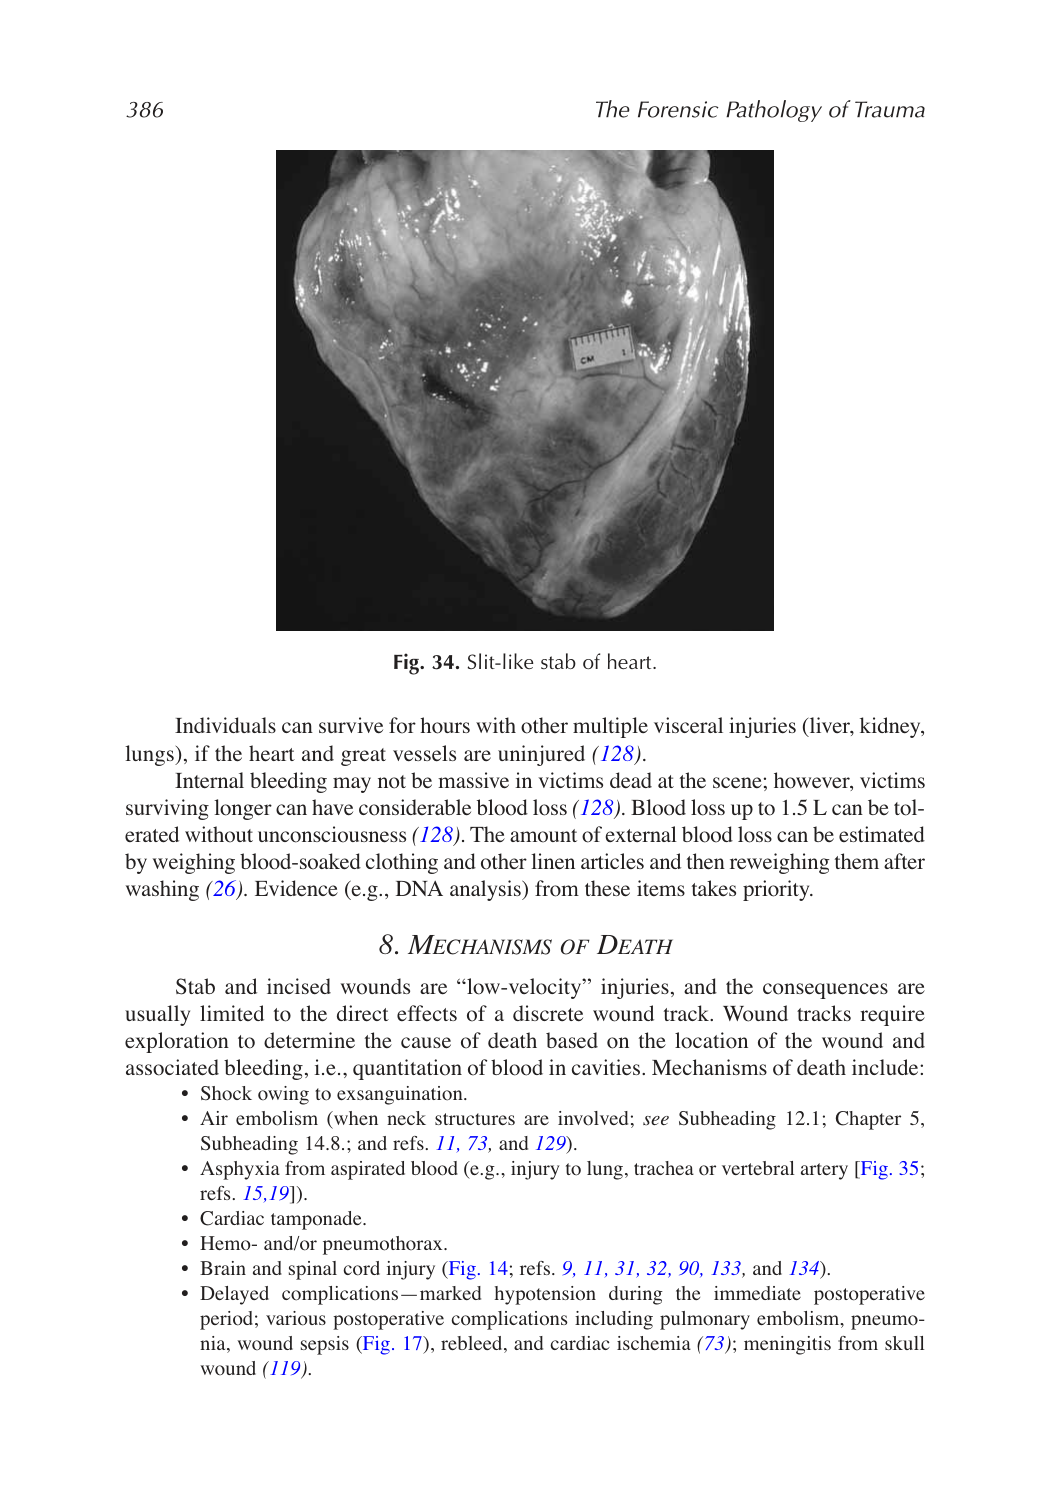 386
The Forensic Pathology of Trauma
CM 1
Fig. 34. Slit-like stab of heart.
Individuals can survive for hours with other multiple visceral injuries (liver, kidney,
lungs), if the heart and great vessels are uninjured (128).
Internal bleeding may not be massive in victims dead at the scene; however, victims
surviving longer can have considerable blood loss (128). Blood loss up to 1.5 L can be tol-
erated without unconsciousness (128). The amount of external blood loss can be estimated
by weighing blood-soaked clothing and other linen articles and then reweighing them after
washing (26). Evidence (e.g., DNA analysis) from these items takes priority.
8. MECHANISMS OF DEATH
Stab and incised wounds are “low-velocity” injuries, and the consequences are
usually limited to the direct effects of a discrete wound track. Wound tracks require
exploration to determine the cause of death based on the location of the wound and
associated bleeding, i.e., quantitation of blood in cavities. Mechanisms of death include:
• Shock owing to exsanguination.
• Air embolism (when neck structures are involved; see Subheading 12.1; Chapter 5,
Subheading 14.8.; and refs. 11, 73, and 129).
• Asphyxia from aspirated blood (e.g., injury to lung, trachea or vertebral artery [Fig. 35;
refs. 15,19]).
• Cardiac tamponade.
• Hemo- and/or pneumothorax.
• Brain and spinal cord injury (Fig. 14; refs. 9, 11, 31, 32, 90, 133, and 134).
• Delayed complications—marked hypotension during the immediate postoperative
period; various postoperative complications including pulmonary embolism, pneumo-
nia, wound sepsis (Fig. 17), rebleed, and cardiac ischemia (73); meningitis from skull
wound (119).